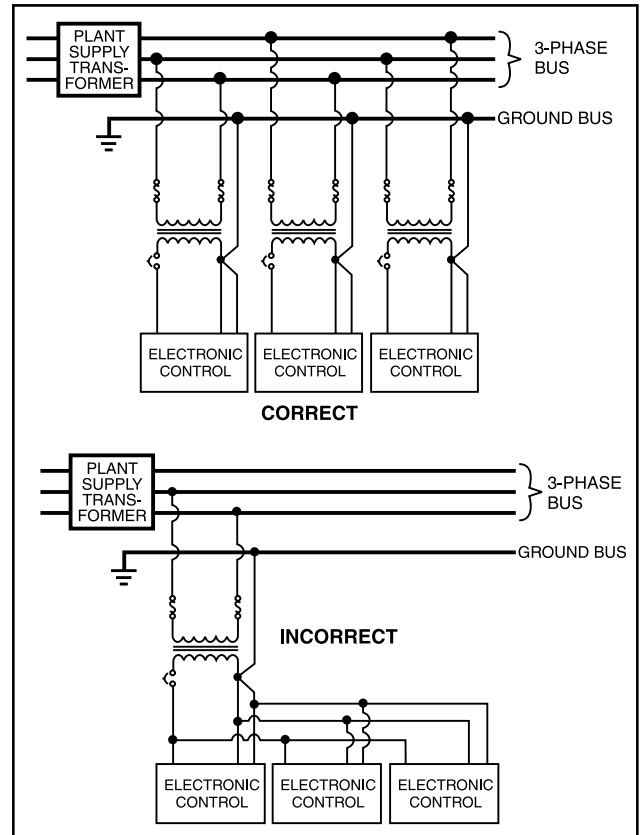 PLANT
SUPPLY
TRANS-
FORMER
3-PHASE
BUS
GROUND BUS
ELECTRONIC
CONTROL
ELECTRONIC
CONTROL
ELECTRONIC
CONTROL
CORRECT
PLANT
SUPPLY
TRANS-
FORMER
3-PHASE
BUS
GROUND BUS
INCORRECT
ELECTRONIC
CONTROL
ELECTRONIC
CONTROL
ELECTRONIC
CONTROL